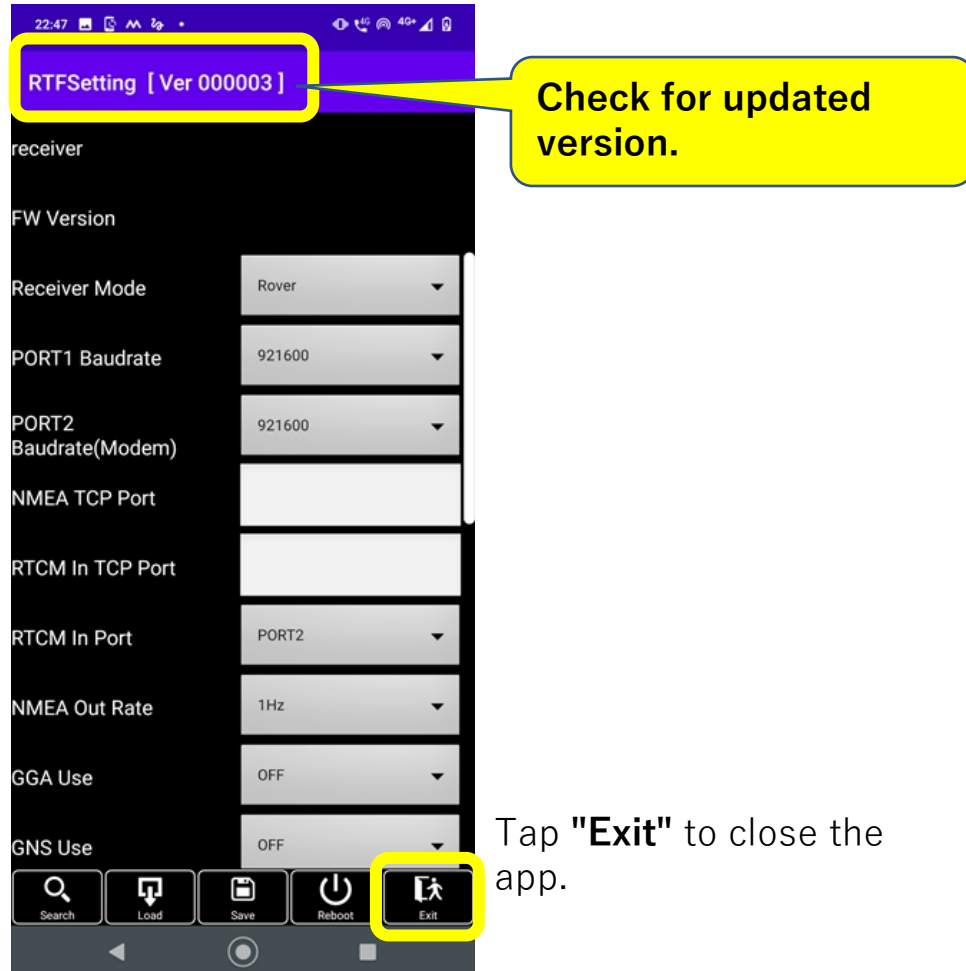 22:47
4G 4G+
RTFSetting [ Ver 000003 ]
Check for updated
version.
receiver
FW Version
Receiver Mode Rover
PORT1 Baudrate 921600
PORT2
Baudrate(Modem) 921600
NMEA TCP Port
RTCM In TCP Port
RTCM In Port PORT2
NMEA Out Rate 1Hz
GGA Use OFF
GNS Use OFF
Tap "Exit" to close the
app.
Search Load Save Reboot Exit